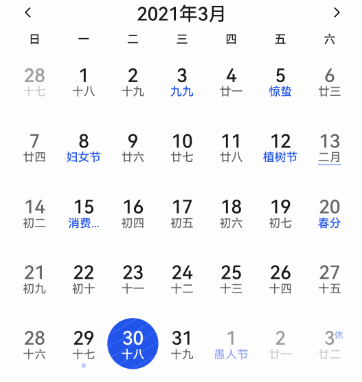 2021年3月
日 一 二 三 四 五 六
28 1 2 3 4 5 6
十七 十八 十九 九九 廿一 惊蛰 廿三
7 8 9 10 11 12 13
廿四 妇女节 廿六 廿七 廿八 植树节 二月
14 15 16 17 18 19 20
初二 消费... 初四 初五 初六 初七 春分
21 22 23 24 25 26 27
初九 初十 十一 十二 十三 十四 十五
28 29 30 31 1 2 3休
十六 十七 十八 十九 愚人节 廿一 廿二